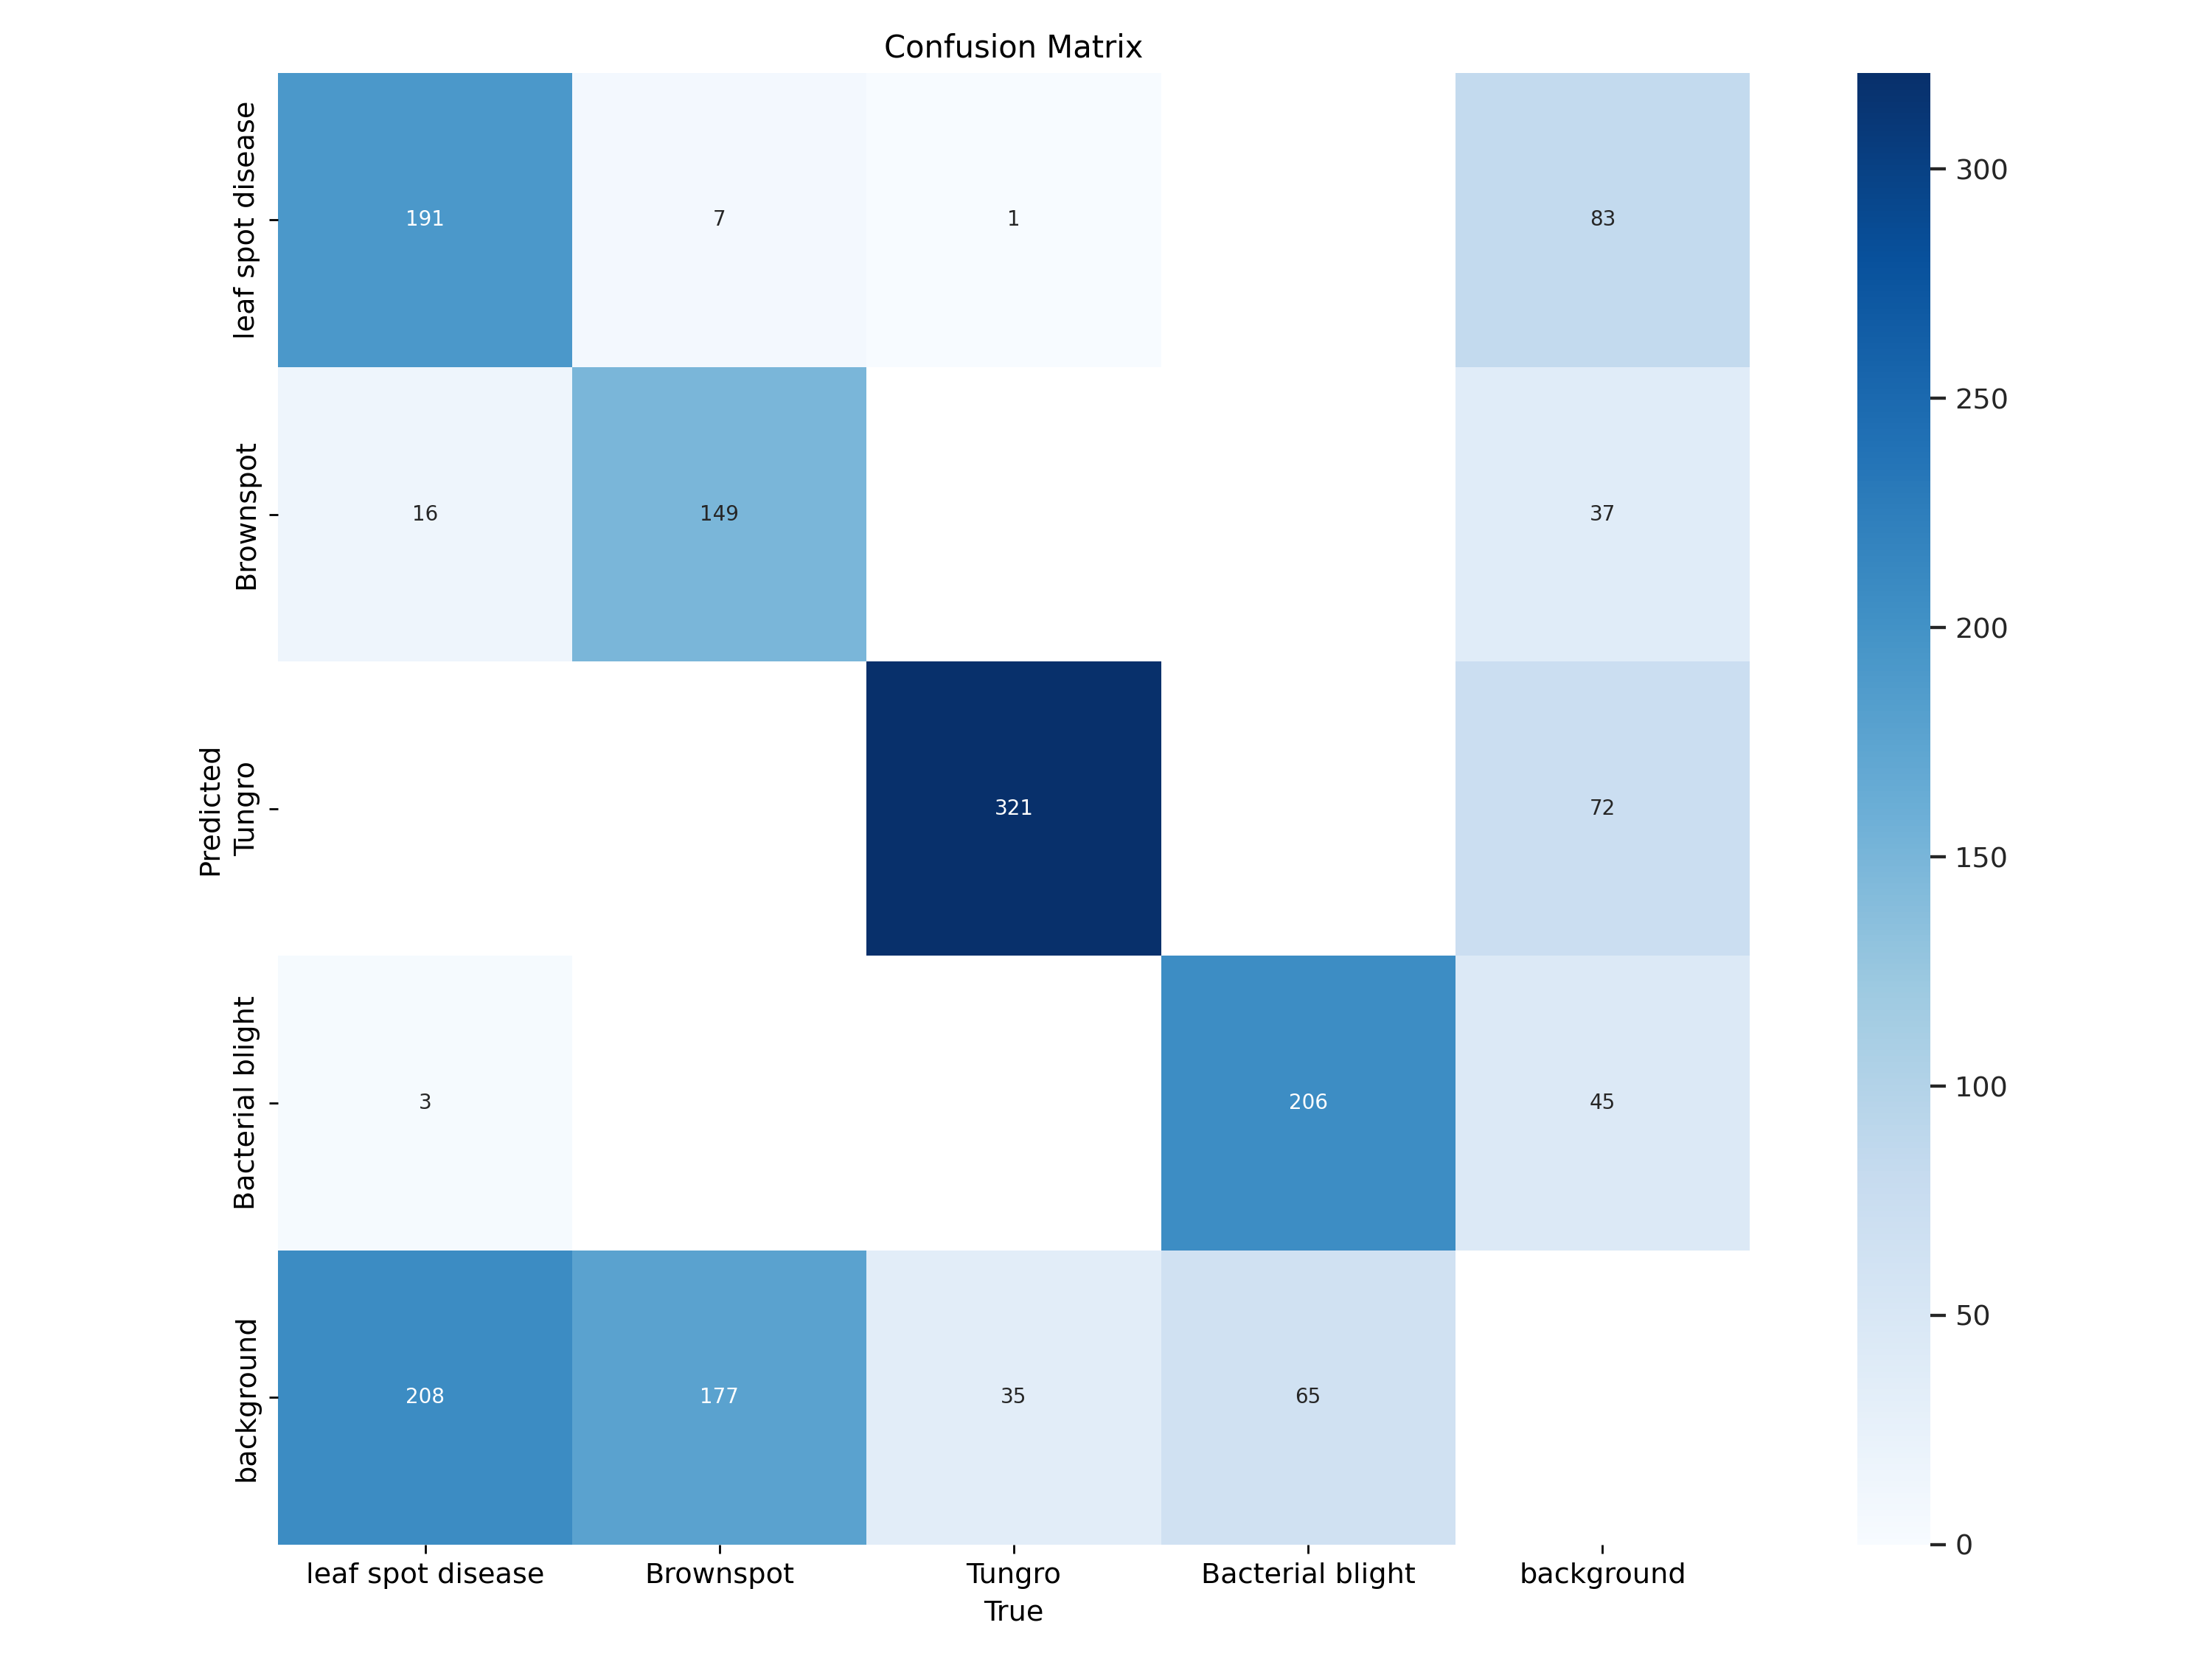 Confusion Matrix
leaf spot disease
191 7 1 83
Brownspot
16 149 37
Predicted
Tungro
321 72
Bacterial blight
3 206 45
background
208 177 35 65
leaf spot disease Brownspot Tungro Bacterial blight background
True
300
250
200
150
100
50
0